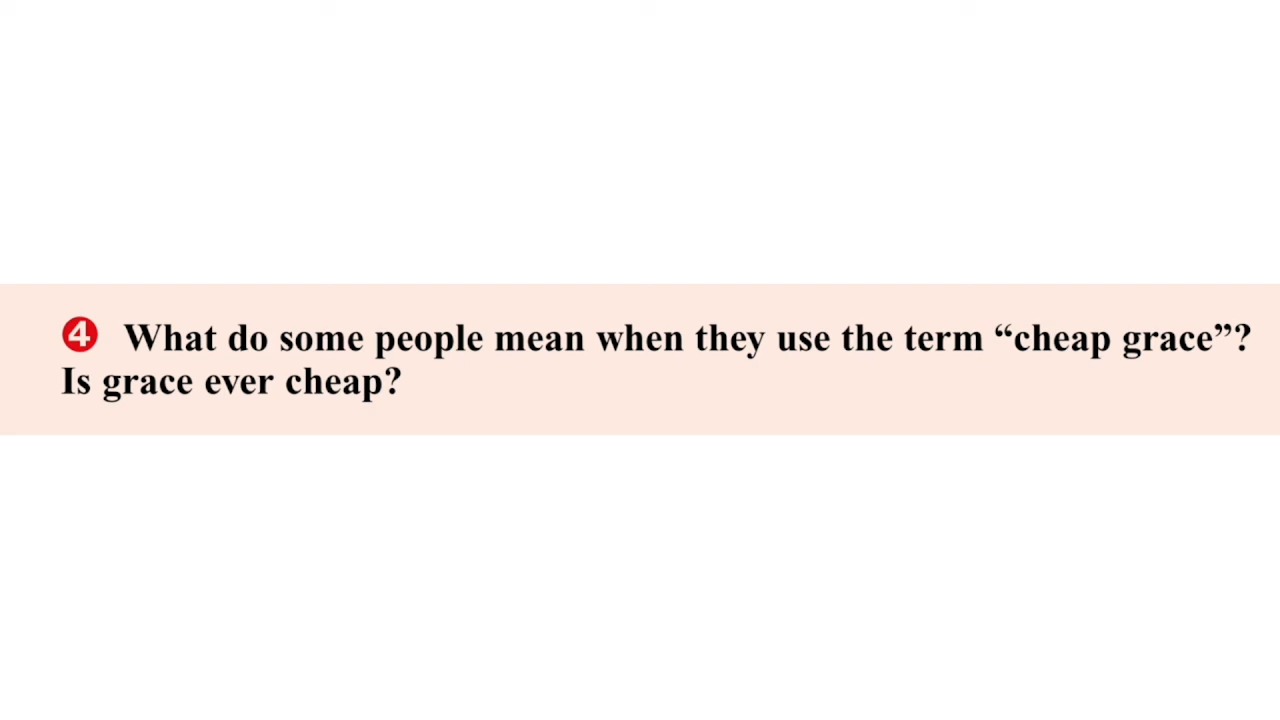 ❹ What do some people mean when they use the term “cheap grace”?
Is grace ever cheap?